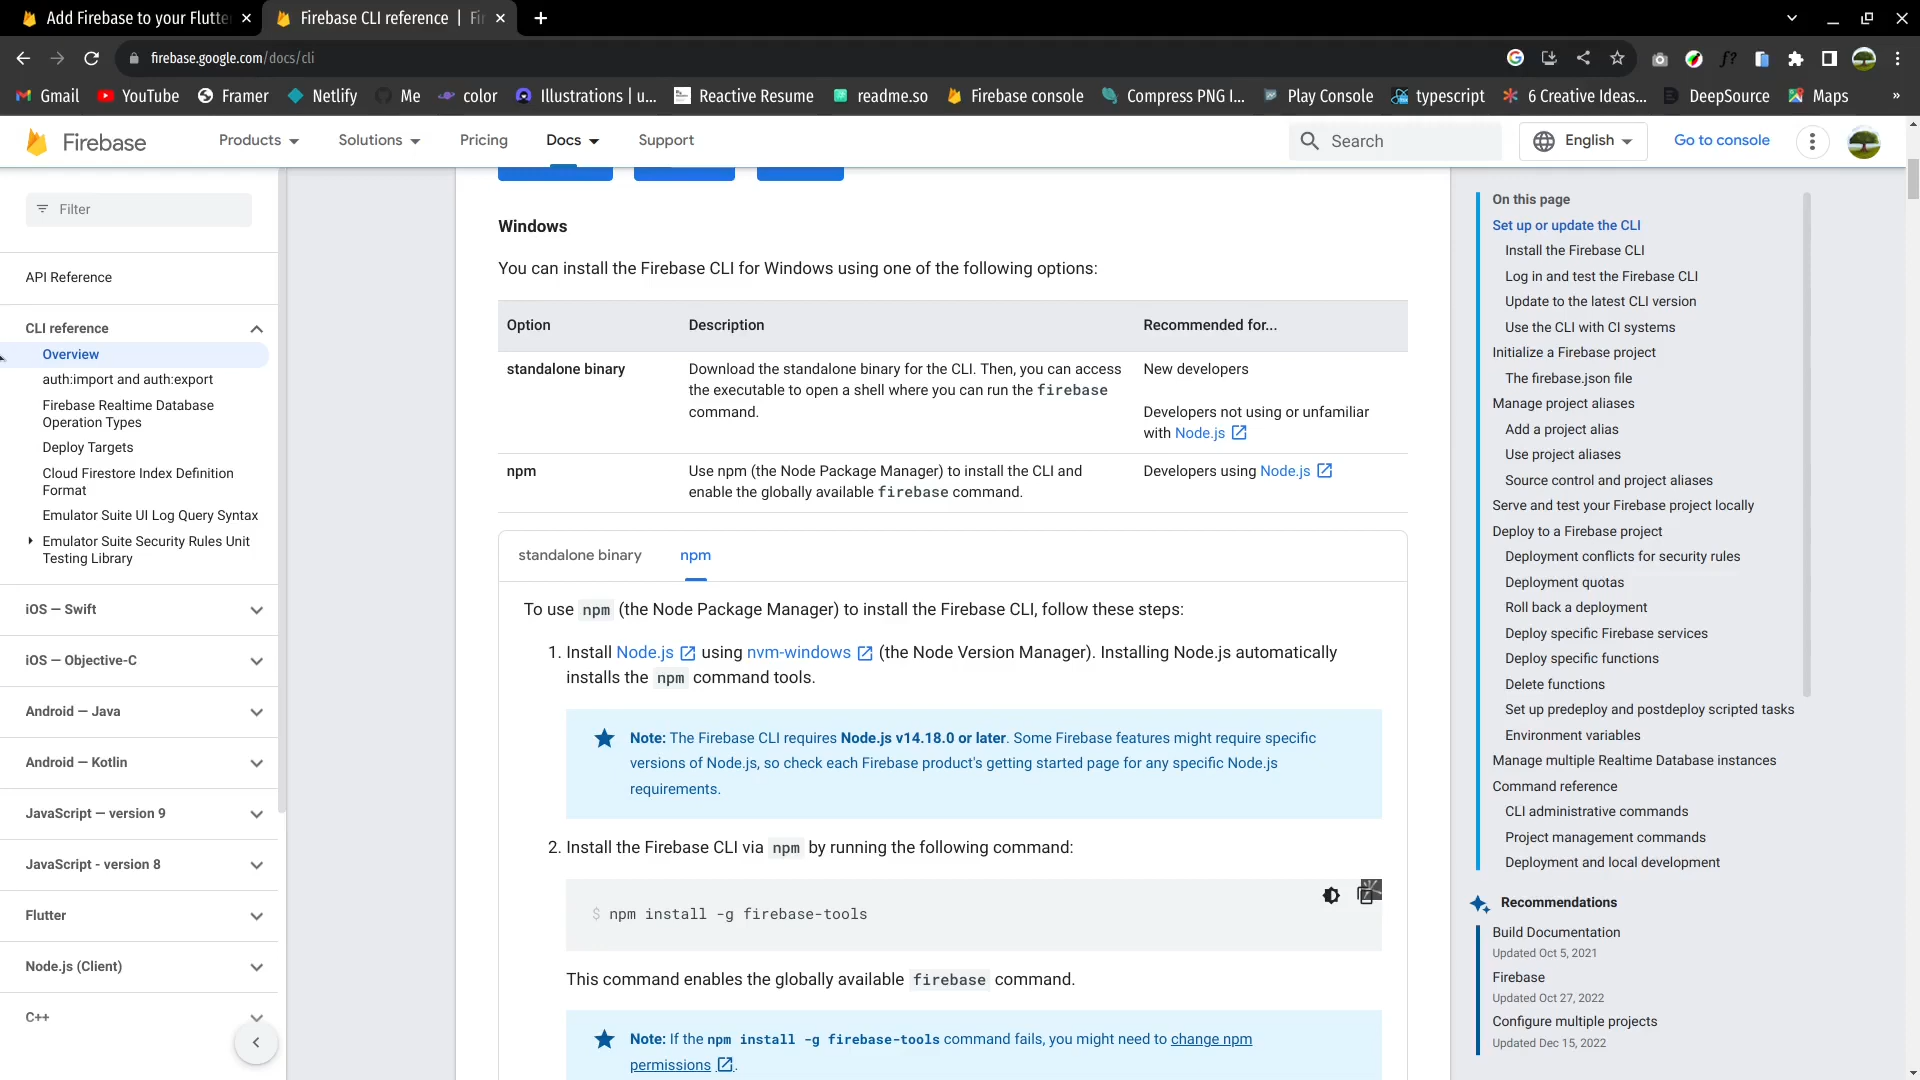 Add Firebase to your Flutte
Firebase CLI reference | Fi
firebase.google.com/docs/cli
Gmail
YouTube
Framer
Netlify
Me
color
Illustrations | u...
Reactive Resume
readme.so
Firebase console
Compress PNG I...
Play Console
typescript
6 Creative Ideas...
DeepSource
Maps
»
Firebase
Products
Solutions
Pricing
Docs
Support
Search
English
Go to console
Filter
API Reference
CLI reference
Overview
auth:import and auth:export
Firebase Realtime Database
Operation Types
Deploy Targets
Cloud Firestore Index Definition
Format
Emulator Suite UI Log Query Syntax
Emulator Suite Security Rules Unit
Testing Library
iOS — Swift
iOS — Objective-C
Android — Java
Android — Kotlin
JavaScript — version 9
JavaScript - version 8
Flutter
Node.js (Client)
C++
Windows
You can install the Firebase CLI for Windows using one of the following options:
Option Description Recommended for...
standalone binary
Download the standalone binary for the CLI. Then, you can access
the executable to open a shell where you can run the firebase
command.
New developers
Developers not using or unfamiliar
with Node.js
npm
Use npm (the Node Package Manager) to install the CLI and
enable the globally available firebase command.
Developers using Node.js
standalone binary npm
To use npm (the Node Package Manager) to install the Firebase CLI, follow these steps:
1. Install Node.js using nvm-windows (the Node Version Manager). Installing Node.js automatically
installs the npm command tools.
Note: The Firebase CLI requires Node.js v14.18.0 or later. Some Firebase features might require specific
versions of Node.js, so check each Firebase product's getting started page for any specific Node.js
requirements.
2. Install the Firebase CLI via npm by running the following command:
$ npm install -g firebase-tools
This command enables the globally available firebase command.
Note: If the npm install -g firebase-tools command fails, you might need to change npm
permissions .
On this page
Set up or update the CLI
Install the Firebase CLI
Log in and test the Firebase CLI
Update to the latest CLI version
Use the CLI with CI systems
Initialize a Firebase project
The firebase.json file
Manage project aliases
Add a project alias
Use project aliases
Source control and project aliases
Serve and test your Firebase project locally
Deploy to a Firebase project
Deployment conflicts for security rules
Deployment quotas
Roll back a deployment
Deploy specific Firebase services
Deploy specific functions
Delete functions
Set up predeploy and postdeploy scripted tasks
Environment variables
Manage multiple Realtime Database instances
Command reference
CLI administrative commands
Project management commands
Deployment and local development
Recommendations
Build Documentation
Updated Oct 5, 2021
Firebase
Updated Oct 27, 2022
Configure multiple projects
Updated Dec 15, 2022